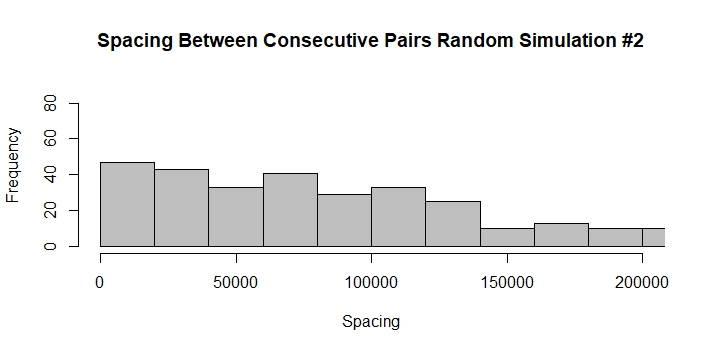 Spacing Between Consecutive Pairs Random Simulation #2
Frequency
80
60
40
20
0
0 50000 100000 150000 200000
Spacing